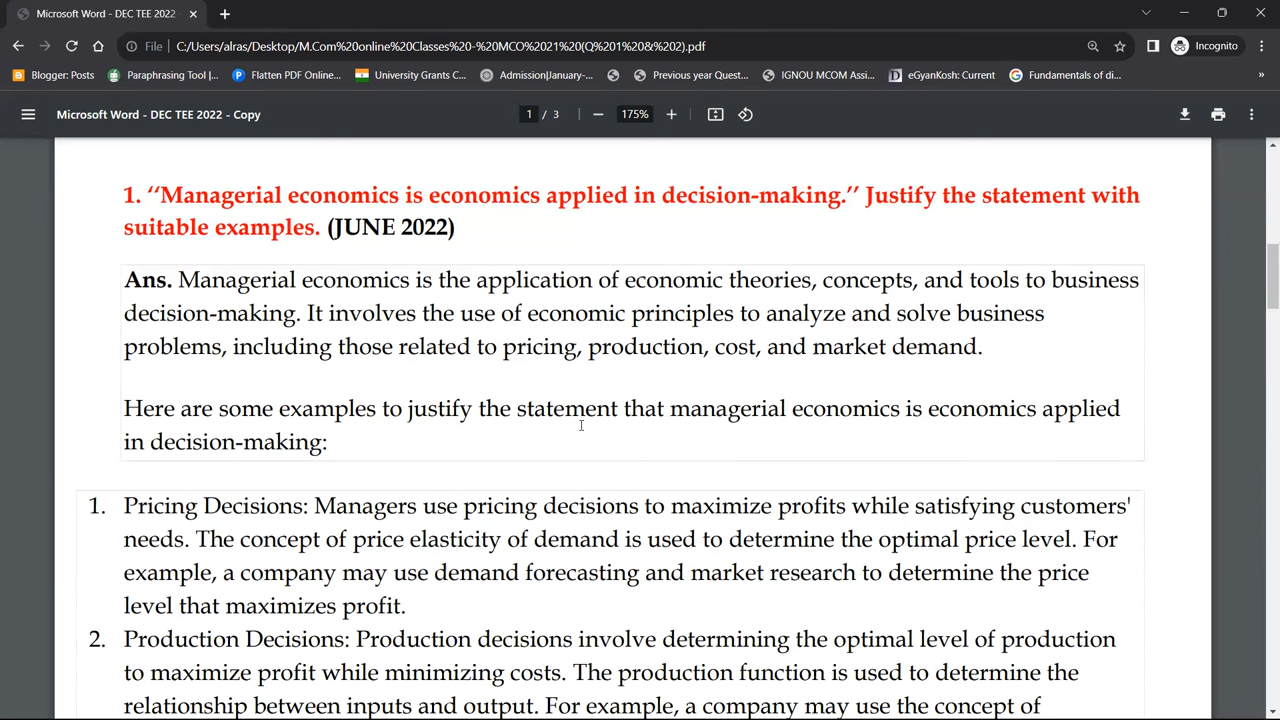 Microsoft Word - DEC TEE 2022 -
Incognito
File
C:/Users/alras/Desktop/M.Com%20online%20Classes%20-%20MCO%2021%20(Q%201%20&%202).pdf
Blogger: Posts
Paraphrasing Tool |...
Flatten PDF Online...
University Grants C...
Admission|January-...
Previous year Quest...
IGNOU MCOM Assi...
eGyanKosh: Current
Fundamentals of di...
»
Microsoft Word - DEC TEE 2022 - Copy
1 / 3
175%
1. ‘‘Managerial economics is economics applied in decision-making.’’ Justify the statement with
suitable examples. (JUNE 2022)
Ans. Managerial economics is the application of economic theories, concepts, and tools to business
decision-making. It involves the use of economic principles to analyze and solve business
problems, including those related to pricing, production, cost, and market demand.
Here are some examples to justify the statement that managerial economics is economics applied
in decision-making:
1. Pricing Decisions: Managers use pricing decisions to maximize profits while satisfying customers'
needs. The concept of price elasticity of demand is used to determine the optimal price level. For
example, a company may use demand forecasting and market research to determine the price
level that maximizes profit.
2. Production Decisions: Production decisions involve determining the optimal level of production
to maximize profit while minimizing costs. The production function is used to determine the
relationship between inputs and output. For example, a company may use the concept of